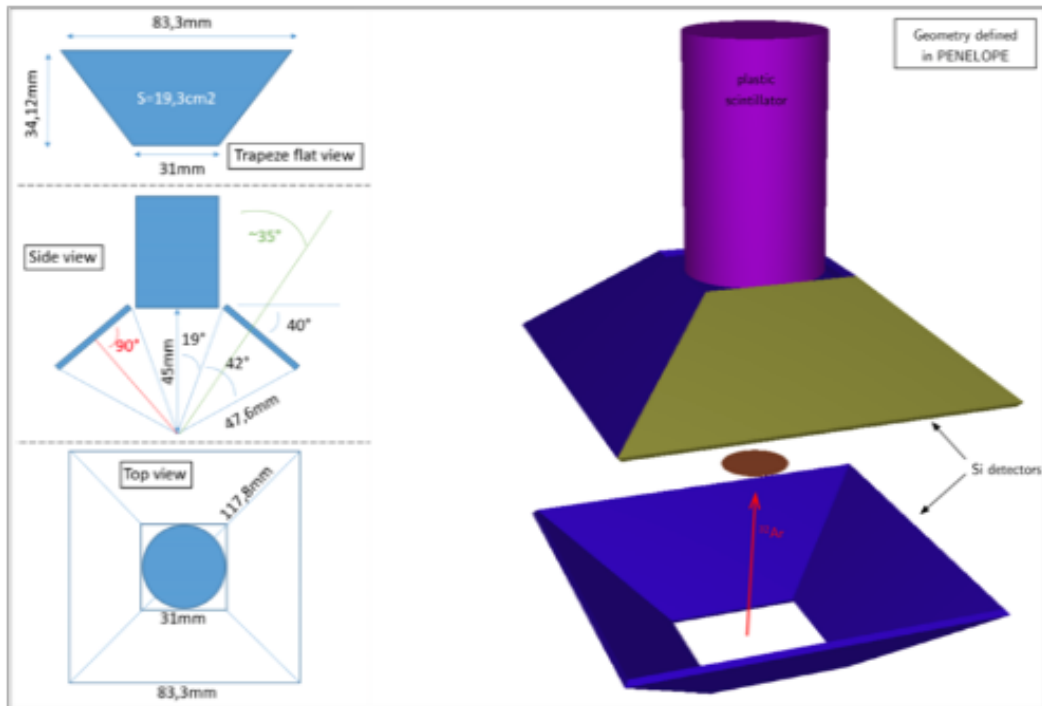 83,3mm
34,12mm
S=19,3cm2
31mm
Trapeze flat view
~35°
Side view
90°
45mm
19°
42°
40°
47,6mm
Top view
117,8mm
31mm
83,3mm
Geometry defined
in PENELOPE
plastic
scintillator
Si detectors
Ar